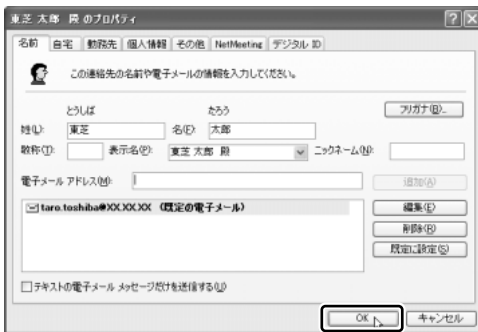 東芝 太郎 殿 のプロパティ
名前 自宅 勤務先 個人情報 その他 NetMeeting デジタル ID
この連絡先の名前や電子メールの情報を入力してください。
とうしば たろう フリガナ(B)...
姓(L): 東芝 名(F): 太郎
敬称(T): 表示名(P): 東芝 太郎 殿 ニックネーム(N):
電子メール アドレス(M): 追加(A)
taro.toshiba@XX.XX.XX (既定の電子メール) 編集(E)
削除(R)
既定に設定(S)
テキストの電子メール メッセージだけを送信する(U)
OK キャンセル